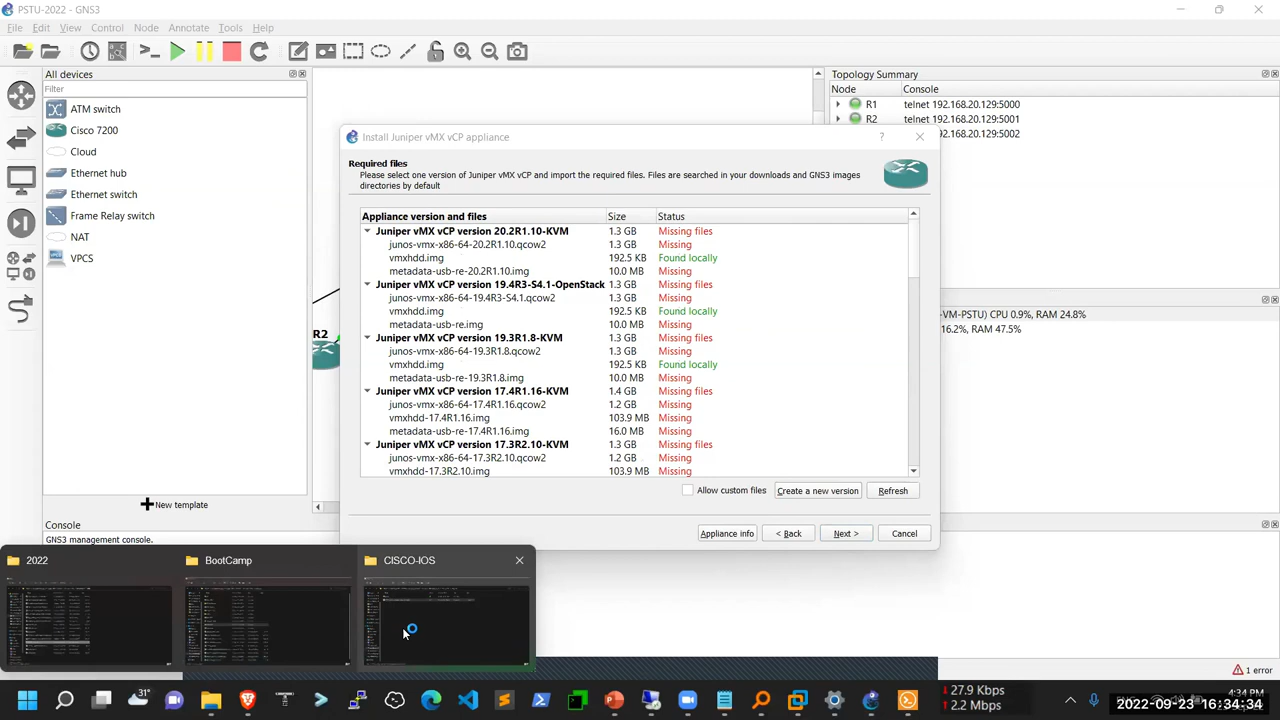 PSTU-2022 - GNS3
File Edit View Control Node Annotate Tools Help
All devices
Filter
ATM switch
Cisco 7200
Cloud
Ethernet hub
Ethernet switch
Frame Relay switch
NAT
VPCS
New template
Console
GNS3 management console.
R2
Topology Summary
Node Console
R1 telnet 192.168.20.129:5000
R2 telnet 192.168.20.129:5001
192.168.20.129:5002
-VM-PSTU) CPU 0.9%, RAM 24.8%
16.2%, RAM 47.5%
Install Juniper vMX vCP appliance
?
Required files
Please select one version of Juniper vMX vCP and import the required files. Files are searched in your downloads and GNS3 images
directories by default
Appliance version and files Size Status
Juniper vMX vCP version 20.2R1.10-KVM 1.3 GB Missing files
junos-vmx-x86-64-20.2R1.10.qcow2 1.3 GB Missing
vmxhdd.img 192.5 KB Found locally
metadata-usb-re-20.2R1.10.img 10.0 MB Missing
Juniper vMX vCP version 19.4R3-S4.1-OpenStack 1.3 GB Missing files
junos-vmx-x86-64-19.4R3-S4.1.qcow2 1.3 GB Missing
vmxhdd.img 192.5 KB Found locally
metadata-usb-re.img 10.0 MB Missing
Juniper vMX vCP version 19.3R1.8-KVM 1.3 GB Missing files
junos-vmx-x86-64-19.3R1.8.qcow2 1.3 GB Missing
vmxhdd.img 192.5 KB Found locally
metadata-usb-re-19.3R1.8.img 10.0 MB Missing
Juniper vMX vCP version 17.4R1.16-KVM 1.4 GB Missing files
junos-vmx-x86-64-17.4R1.16.qcow2 1.2 GB Missing
vmxhdd-17.4R1.16.img 103.9 MB Missing
metadata-usb-re-17.4R1.16.img 16.0 MB Missing
Juniper vMX vCP version 17.3R2.10-KVM 1.3 GB Missing files
junos-vmx-x86-64-17.3R2.10.qcow2 1.2 GB Missing
vmxhdd-17.3R2.10.img 103.9 MB Missing
Allow custom files Create a new version Refresh
Appliance info < Back Next > Cancel
2022 BootCamp CISCO-IOS
1 error
31°
27.9 Kbps
2.2 Mbps
4:34 PM
2022-09-23 16:34:34